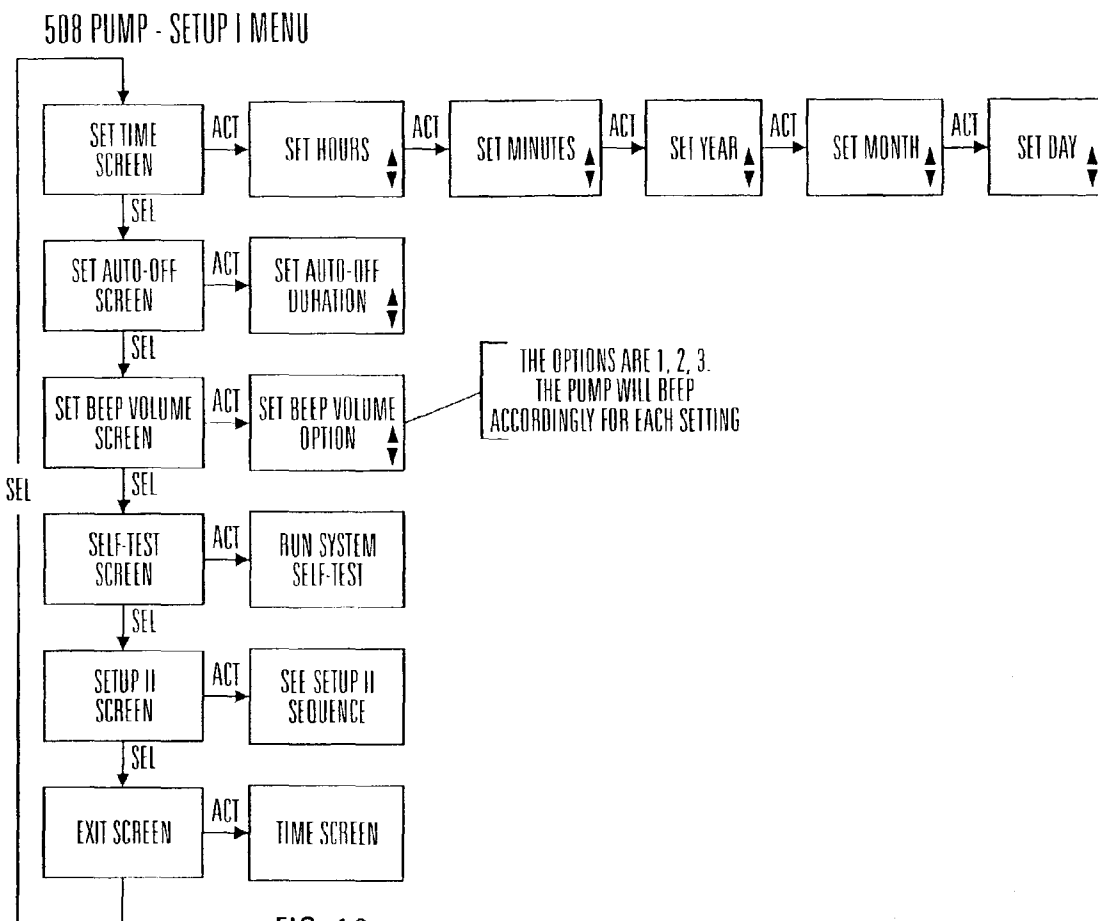 508 PUMP - SETUP I MENU
SET TIME
SCREEN
ACT
SET HOURS
ACT
SET MINUTES
ACT
SET YEAR
ACT
SET MONTH
ACT
SET DAY
SEL
SET AUTO-OFF
SCREEN
ACT
SET AUTO-OFF
DURATION
SEL
SET BEEP VOLUME
SCREEN
ACT
SET BEEP VOLUME
OPTION
THE OPTIONS ARE 1, 2, 3.
THE PUMP WILL BEEP
ACCORDINGLY FOR EACH SETTING
SEL
SEL
SELF-TEST
SCREEN
ACT
RUN SYSTEM
SELF-TEST
SEL
SETUP II
SCREEN
ACT
SEE SETUP II
SEQUENCE
SEL
EXIT SCREEN
ACT
TIME SCREEN